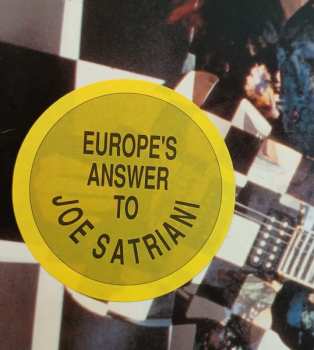 EUROPE'S
ANSWER
TO
JOE SATRIANI